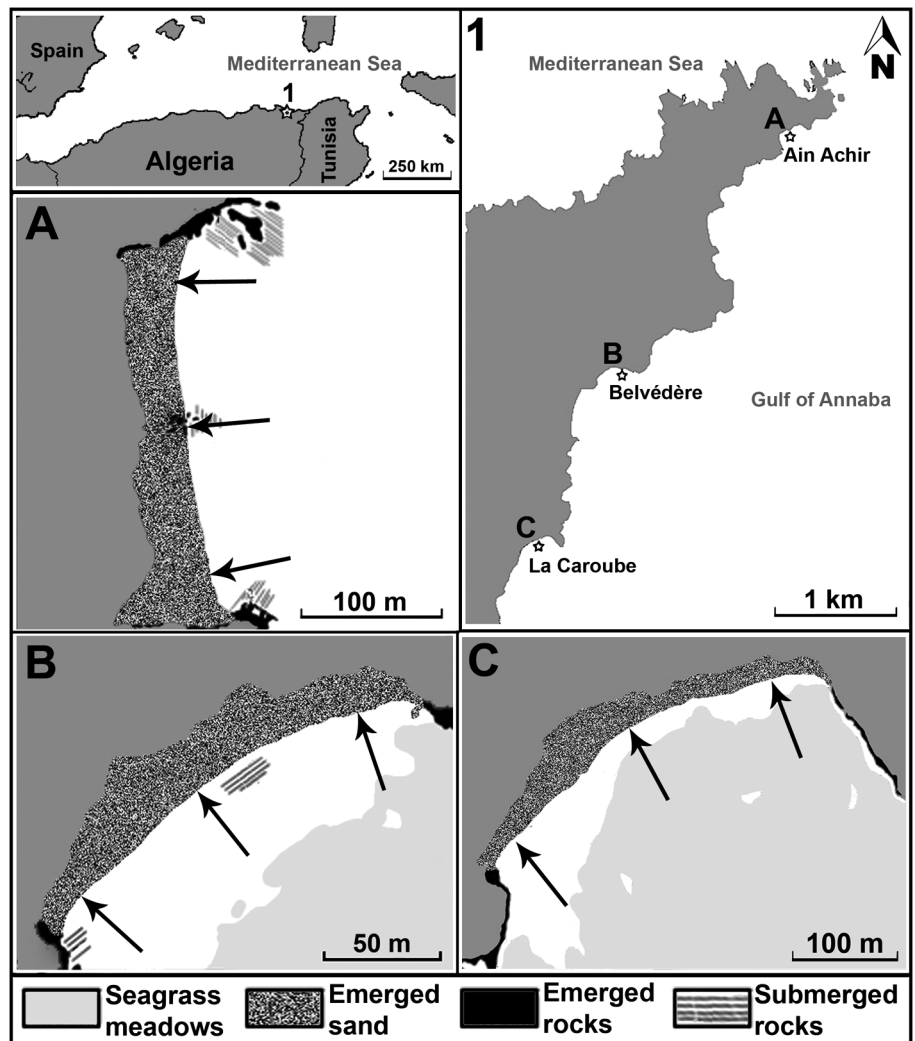 Spain
Mediterranean Sea
1
Algeria
Tunisia
250 km
1
N
Mediterranean Sea
A
Ain Achir
B
Belvédère
Gulf of Annaba
C
La Caroube
1 km
A
100 m
B
50 m
C
100 m
Seagrass
meadows
Emerged
sand
Emerged
rocks
Submerged
rocks